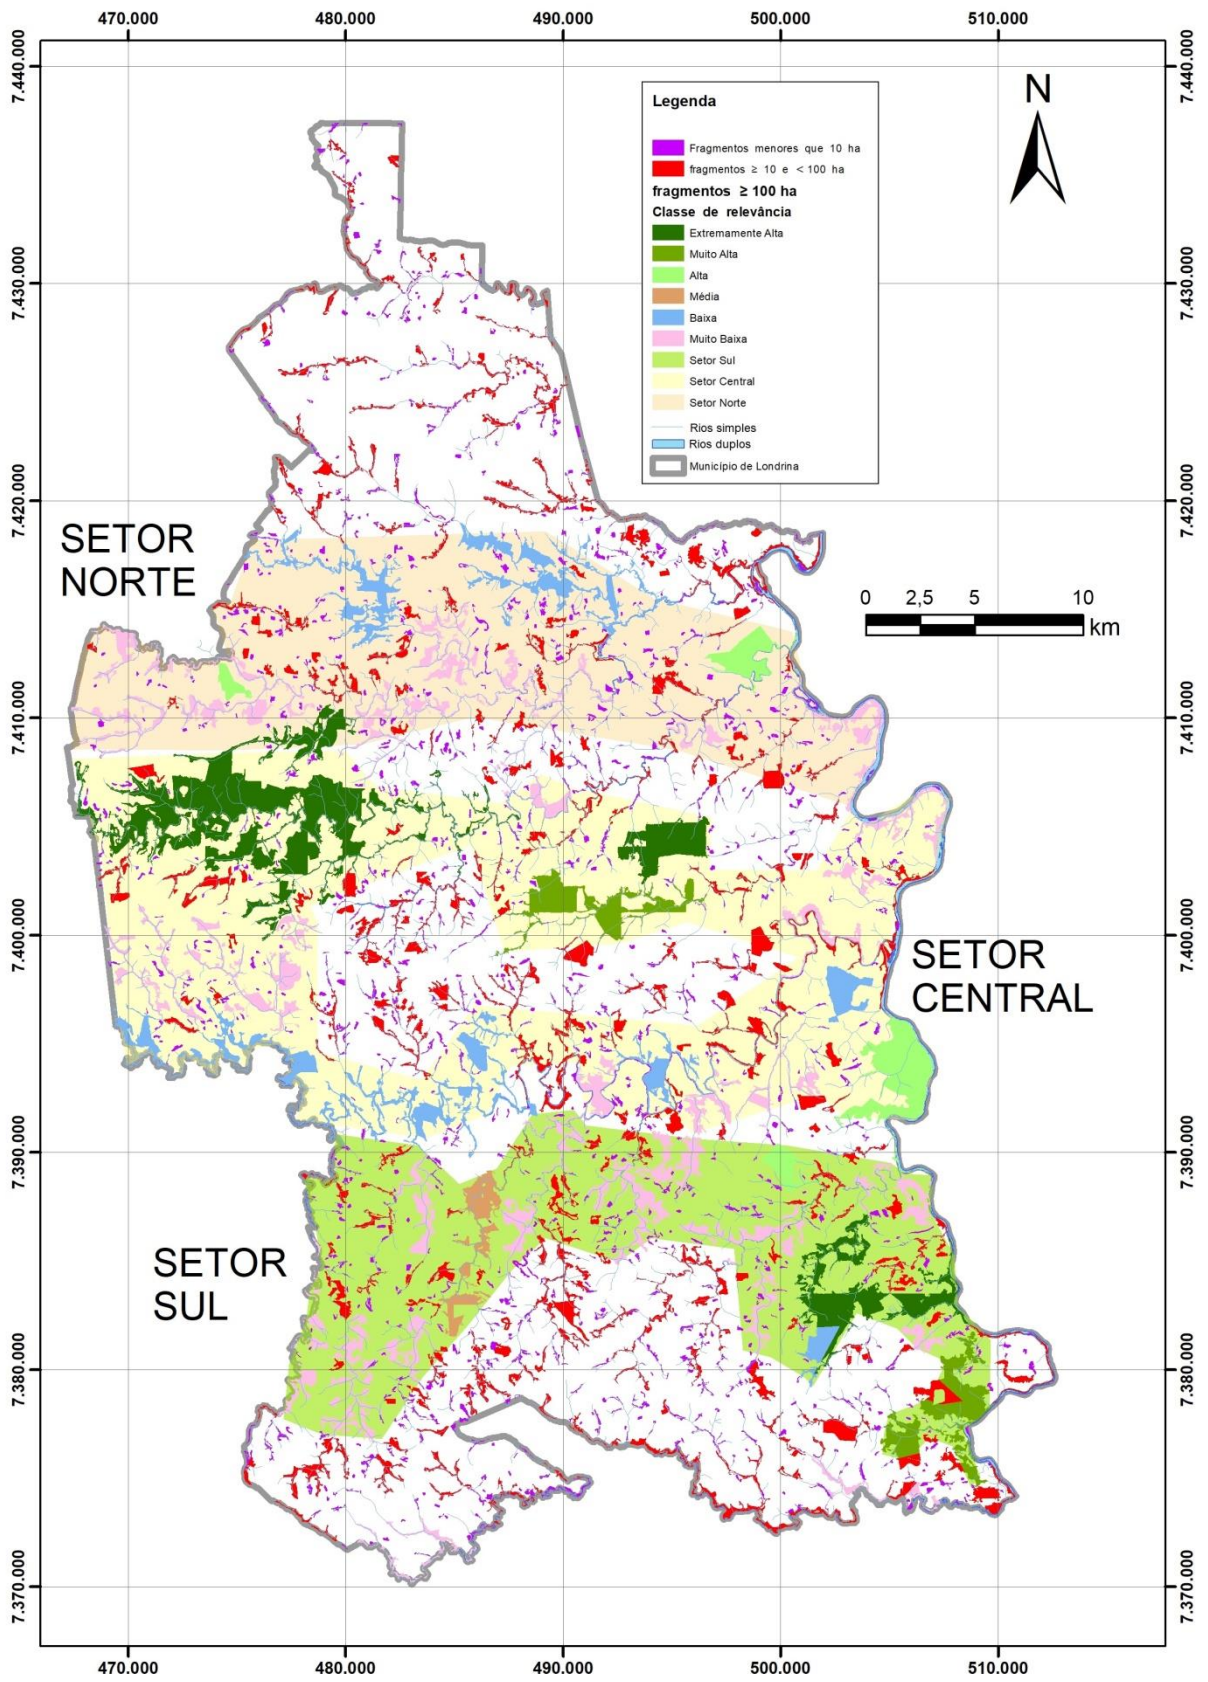 470.000 480.000 490.000 500.000 510.000
7.440.000 7.440.000
N
Legenda
Fragmentos menores que 10 ha
fragmentos ≥ 10 e < 100 ha
fragmentos ≥ 100 ha
Classe de relevância
Extremamente Alta
Muito Alta
Alta
Média
Baixa
Muito Baixa
Setor Sul
Setor Central
Setor Norte
Rios simples
Rios duplos
Município de Londrina
7.430.000 7.430.000
7.420.000 7.420.000
SETOR
NORTE
0 2,5 5 10
km
7.410.000 7.410.000
7.400.000 7.400.000
SETOR
CENTRAL
7.390.000 7.390.000
SETOR
SUL
7.380.000 7.380.000
7.370.000 7.370.000
470.000 480.000 490.000 500.000 510.000